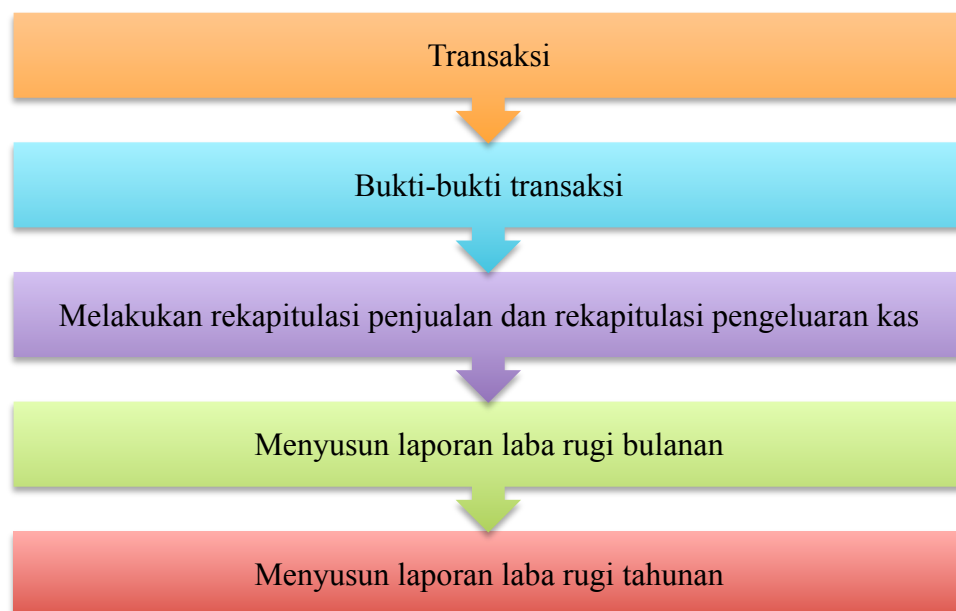 Transaksi
Bukti-bukti transaksi
Melakukan rekapitulasi penjualan dan rekapitulasi pengeluaran kas
Menyusun laporan laba rugi bulanan
Menyusun laporan laba rugi tahunan